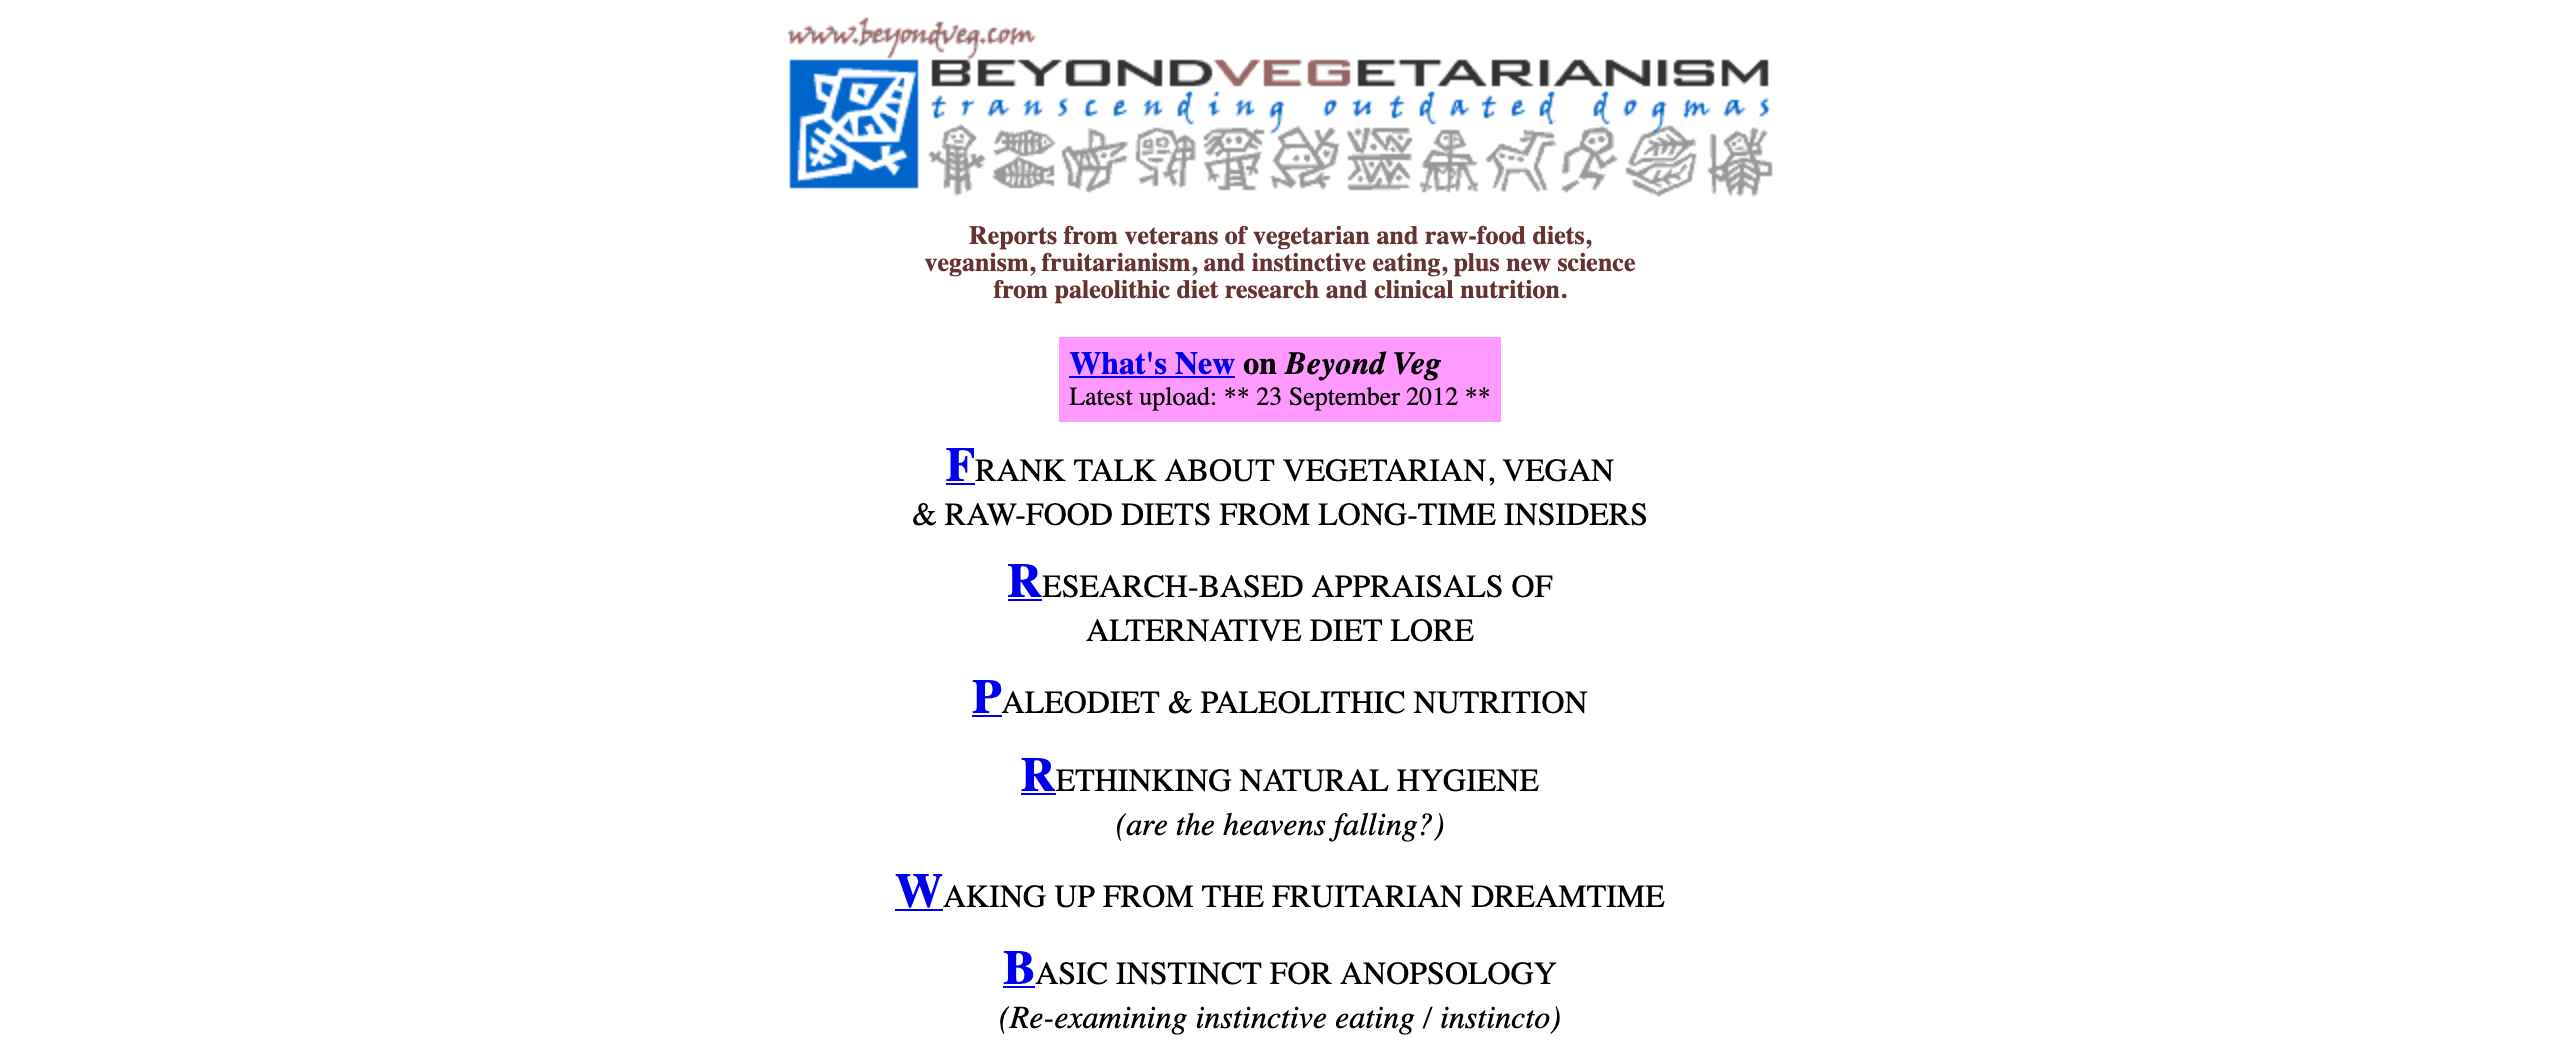 www.beyondveg.com
BEYONDVEGETARIANISM
transcending outdated dogmas
Reports from veterans of vegetarian and raw-food diets,
veganism, fruitarianism, and instinctive eating, plus new science
from paleolithic diet research and clinical nutrition.
What's New on Beyond Veg
Latest upload: ** 23 September 2012 **
FRANK TALK ABOUT VEGETARIAN, VEGAN
& RAW-FOOD DIETS FROM LONG-TIME INSIDERS
RESEARCH-BASED APPRAISALS OF
ALTERNATIVE DIET LORE
PALEODIET & PALEOLITHIC NUTRITION
RETHINKING NATURAL HYGIENE
(are the heavens falling?)
WAKING UP FROM THE FRUITARIAN DREAMTIME
BASIC INSTINCT FOR ANOPSOLOGY
(Re-examining instinctive eating / instincto)